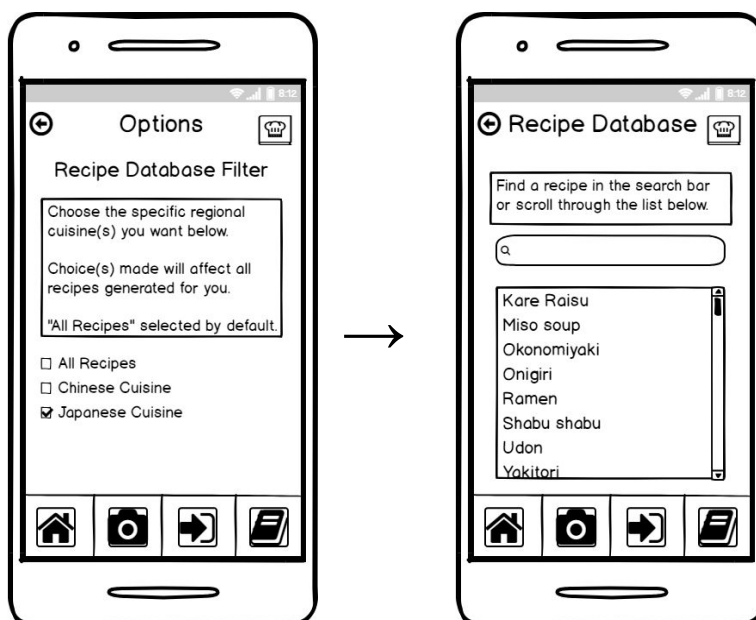 8:12
Options
Recipe Database Filter
Choose the specific regional
cuisine(s) you want below.
Choice(s) made will affect all
recipes generated for you.
"All Recipes" selected by default.
All Recipes
Chinese Cuisine
Japanese Cuisine
8:12
Recipe Database
Find a recipe in the search bar
or scroll through the list below.
Kare Raisu
Miso soup
Okonomiyaki
Onigiri
Ramen
Shabu shabu
Udon
Yakitori